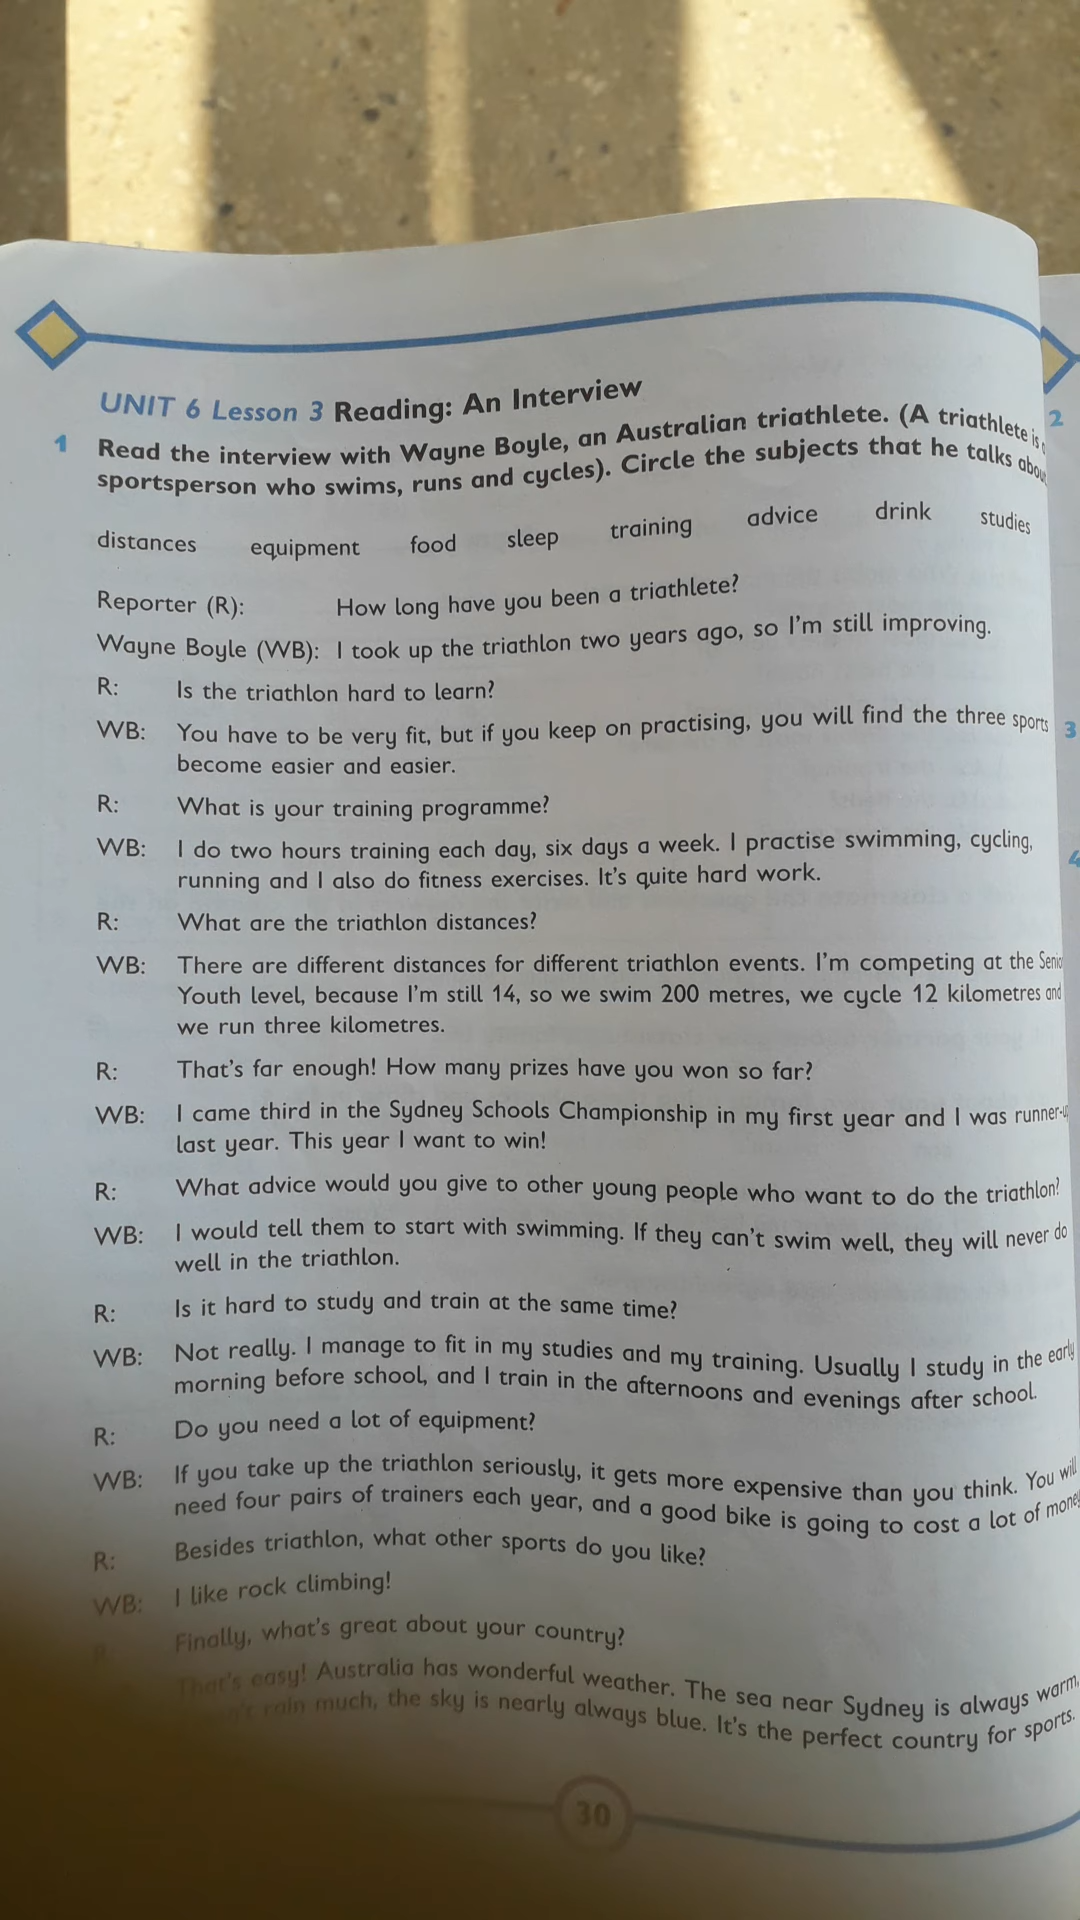 UNIT 6 Lesson 3 Reading: An Interview
1 Read the interview with Wayne Boyle, an Australian triathlete. (A triathlete is a
sportsperson who swims, runs and cycles). Circle the subjects that he talks about
distances equipment food sleep training advice drink studies
Reporter (R): How long have you been a triathlete?
Wayne Boyle (WB): I took up the triathlon two years ago, so I'm still improving.
R: Is the triathlon hard to learn?
WB: You have to be very fit, but if you keep on practising, you will find the three sports
become easier and easier.
R: What is your training programme?
WB: I do two hours training each day, six days a week. I practise swimming, cycling,
running and I also do fitness exercises. It's quite hard work.
R: What are the triathlon distances?
WB: There are different distances for different triathlon events. I'm competing at the Senio
Youth level, because I'm still 14, so we swim 200 metres, we cycle 12 kilometres and
we run three kilometres.
R: That's far enough! How many prizes have you won so far?
WB: I came third in the Sydney Schools Championship in my first year and I was runner-up
last year. This year I want to win!
R: What advice would you give to other young people who want to do the triathlon?
WB: I would tell them to start with swimming. If they can't swim well, they will never do
well in the triathlon.
R: Is it hard to study and train at the same time?
WB: Not really. I manage to fit in my studies and my training. Usually I study in the early
morning before school, and I train in the afternoons and evenings after school.
R: Do you need a lot of equipment?
WB: If you take up the triathlon seriously, it gets more expensive than you think. You will
need four pairs of trainers each year, and a good bike is going to cost a lot of money
R: Besides triathlon, what other sports do you like?
WB: I like rock climbing!
Finally, what's great about your country?
That's easy! Australia has wonderful weather. The sea near Sydney is always warm,
rain much, the sky is nearly always blue. It's the perfect country for sports.
30
2
3
4